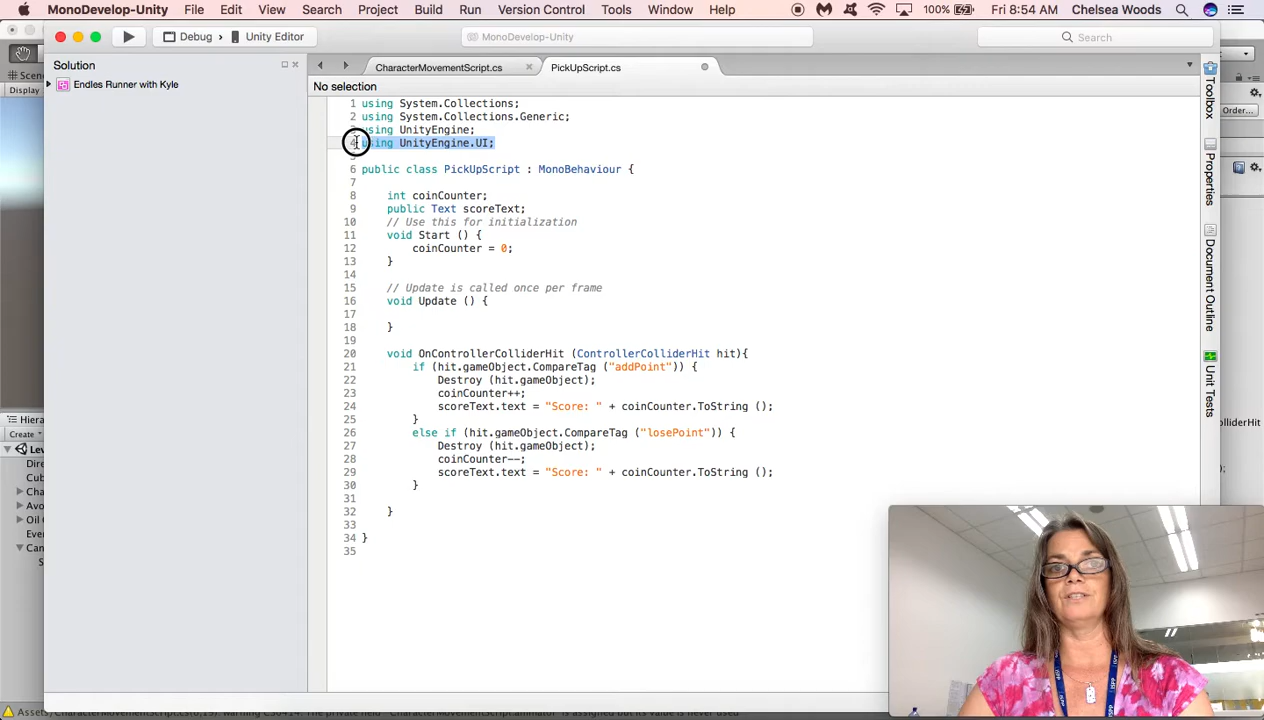 MonoDevelop-Unity File Edit View Search Project Build Run Version Control Tools Window Help 100% Fri 8:54 AM Chelsea Woods
Debug Unity Editor MonoDevelop-Unity Search
Solution
Endles Runner with Kyle
CharacterMovementScript.cs PickUpScript.cs
No selection
1 using System.Collections;
2 using System.Collections.Generic;
3 using UnityEngine;
4 using UnityEngine.UI;
5
6 public class PickUpScript : MonoBehaviour {
7
8 int coinCounter;
9 public Text scoreText;
10 // Use this for initialization
11 void Start () {
12 coinCounter = 0;
13 }
14
15 // Update is called once per frame
16 void Update () {
17
18 }
19
20 void OnControllerColliderHit (ControllerColliderHit hit){
21 if (hit.gameObject.CompareTag ("addPoint")) {
22 Destroy (hit.gameObject);
23 coinCounter++;
24 scoreText.text = "Score: " + coinCounter.ToString ();
25 }
26 else if (hit.gameObject.CompareTag ("losePoint")) {
27 Destroy (hit.gameObject);
28 coinCounter--;
29 scoreText.text = "Score: " + coinCounter.ToString ();
30 }
31
32 }
33
34 }
35
Toolbox
Properties
Document Outline
Unit Tests
Scen
Display
Order...
olliderHit
);
Hiera
Create
Lev
Dire
Cub
Cha
Avo
Oil C
Eve
Can
S
ISPP